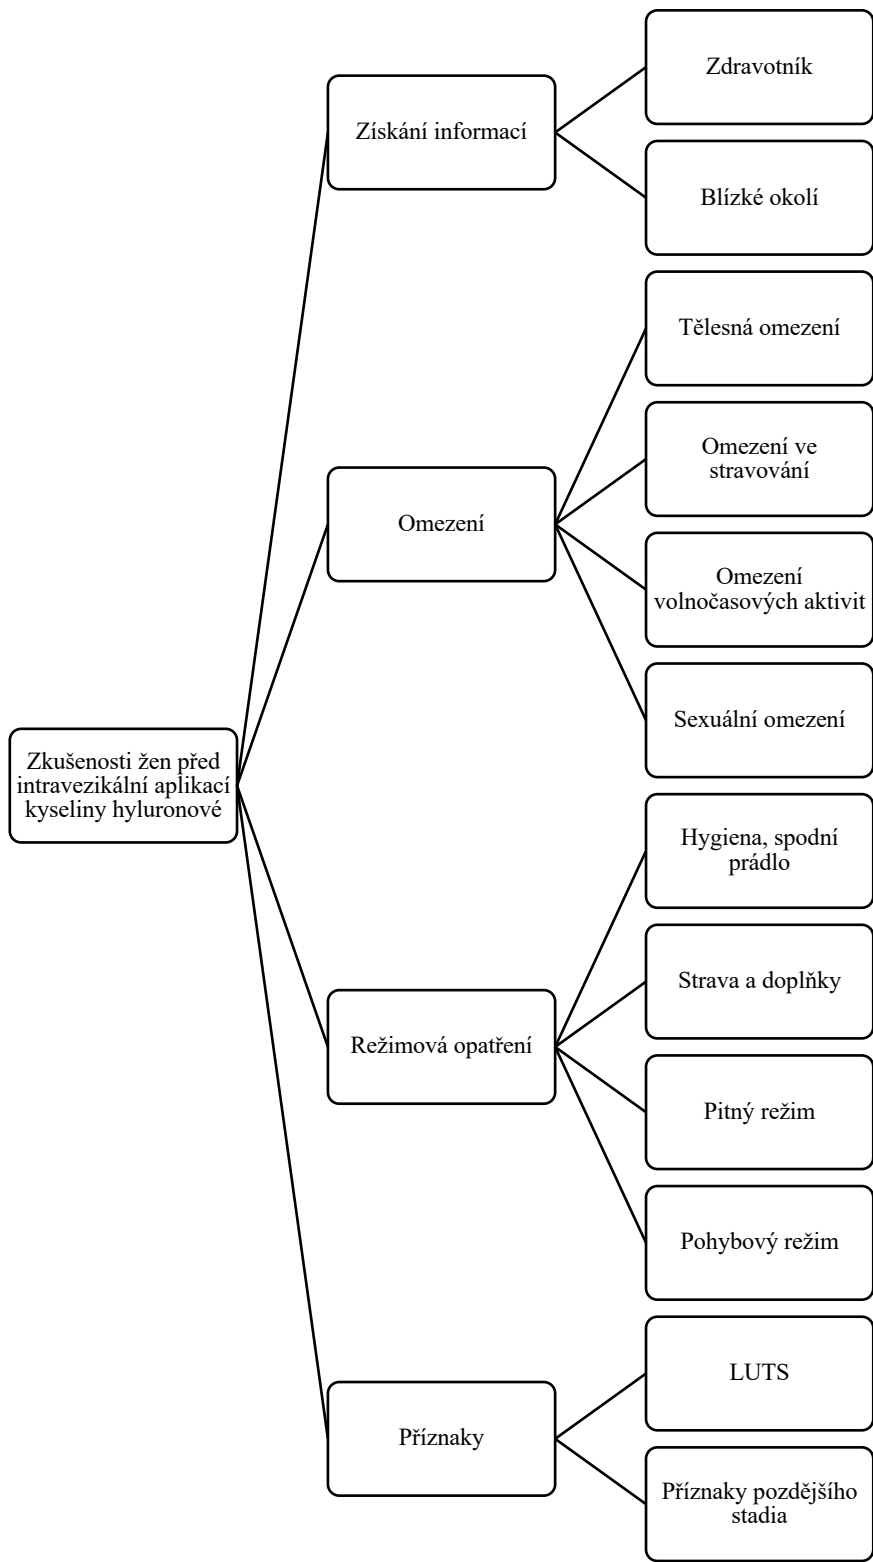 Zdravotník
Získání informací
Blízké okolí
Tělesná omezení
Omezení ve
stravování
Omezení
Omezení
volnočasových aktivit
Sexuální omezení
Zkušenosti žen před
intravezikální aplikací
kyseliny hyluronové
Hygiena, spodní
prádlo
Strava a doplňky
Režimová opatření
Pitný režim
Pohybový režim
LUTS
Příznaky
Příznaky pozdějšího
stadia